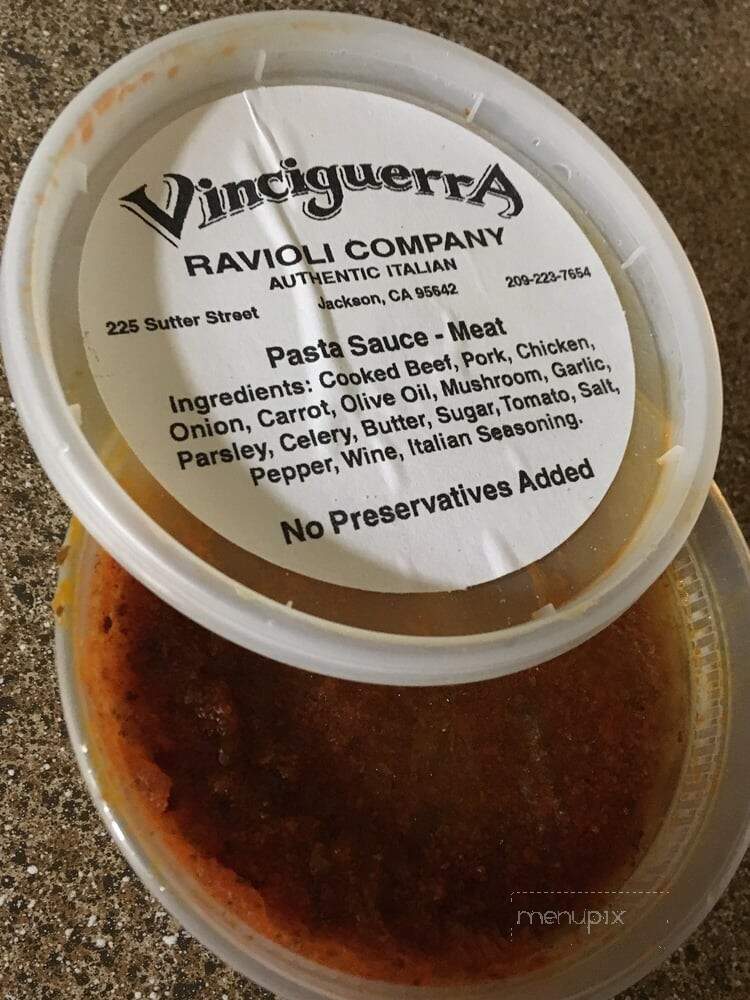 VinciguerrA
RAVIOLI COMPANY
AUTHENTIC ITALIAN
225 Sutter Street Jackson, CA 95642 209-223-7654
Pasta Sauce - Meat
Ingredients: Cooked Beef, Pork, Chicken,
Onion, Carrot, Olive Oil, Mushroom, Garlic,
Parsley, Celery, Butter, Sugar, Tomato, Salt,
Pepper, Wine, Italian Seasoning.
No Preservatives Added
menupix